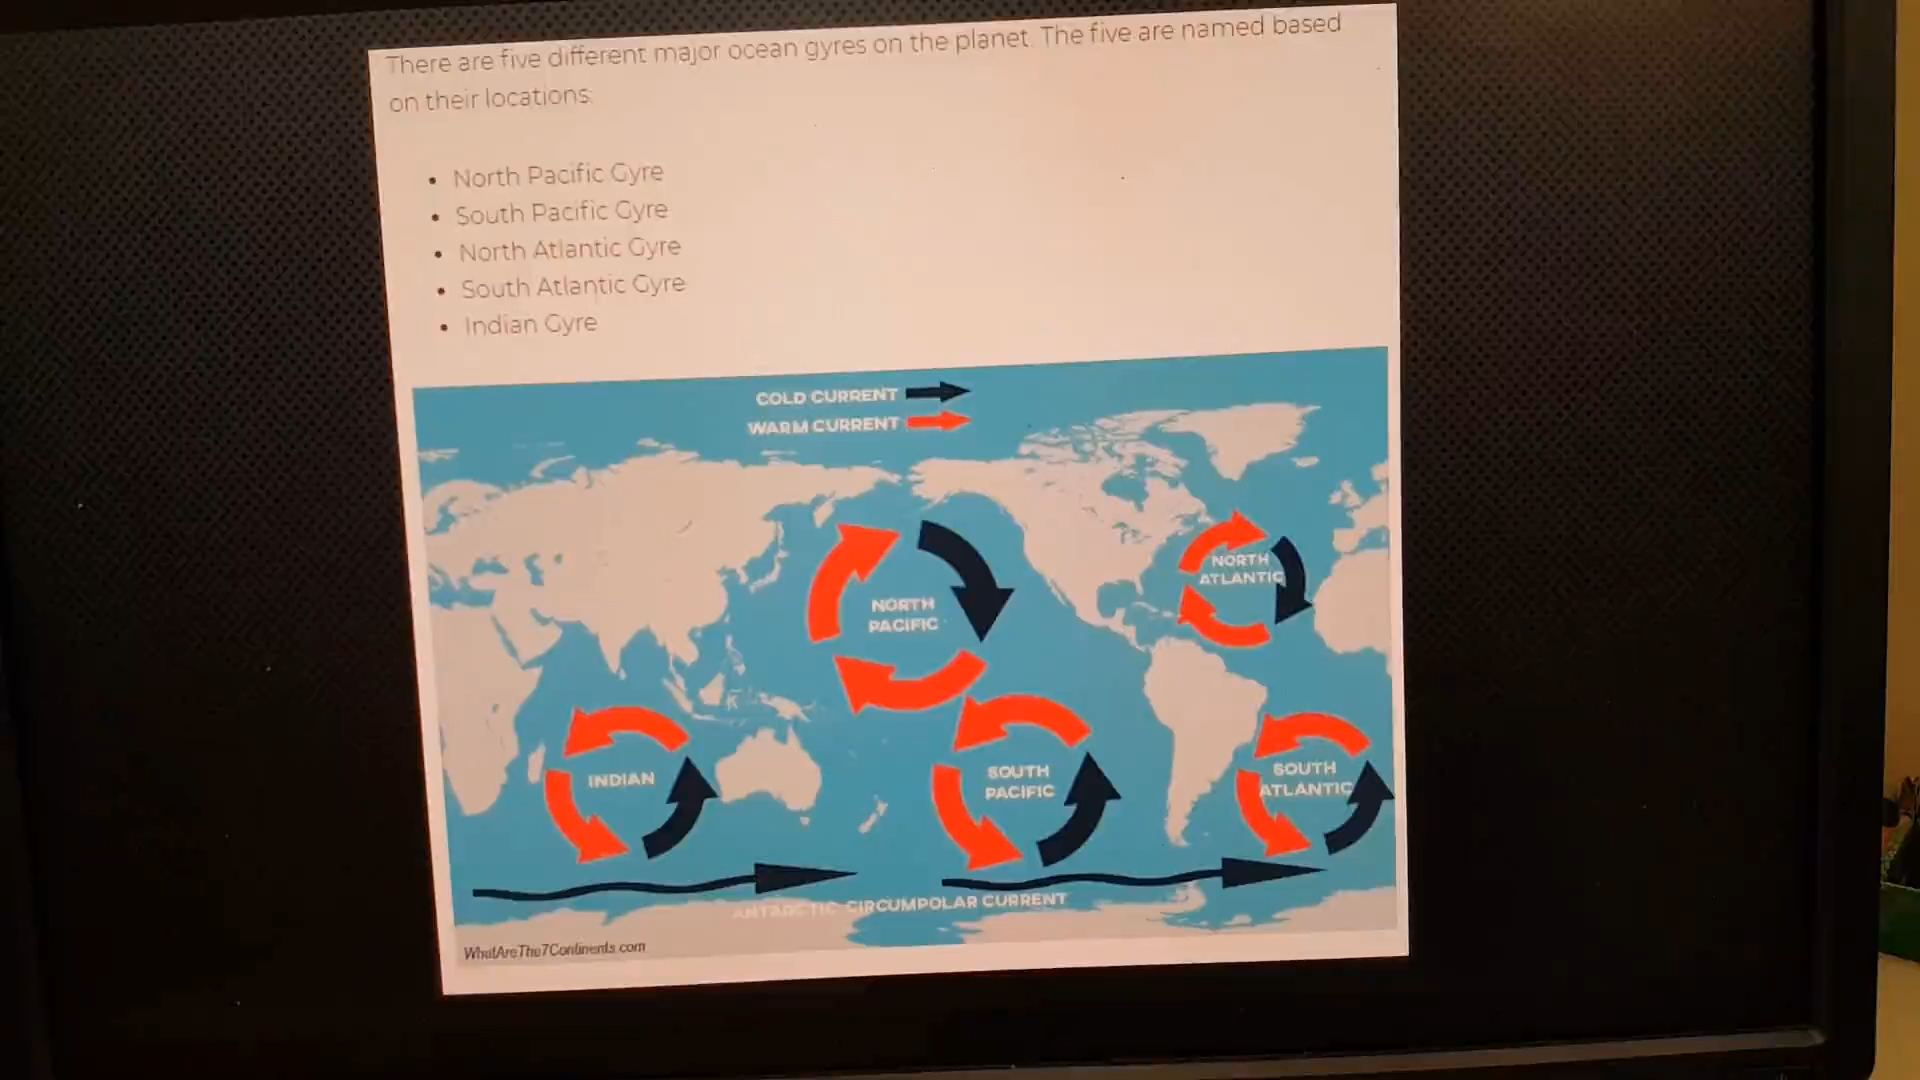 There are five different major ocean gyres on the planet. The five are named based
on their locations:
• North Pacific Gyre
• South Pacific Gyre
• North Atlantic Gyre
• South Atlantic Gyre
• Indian Gyre
COLD CURRENT
WARM CURRENT
NORTH
ATLANTIC
NORTH
PACIFIC
INDIAN
SOUTH
PACIFIC
SOUTH
ATLANTIC
ANTARCTIC CIRCUMPOLAR CURRENT
WhatAreThe7Continents.com